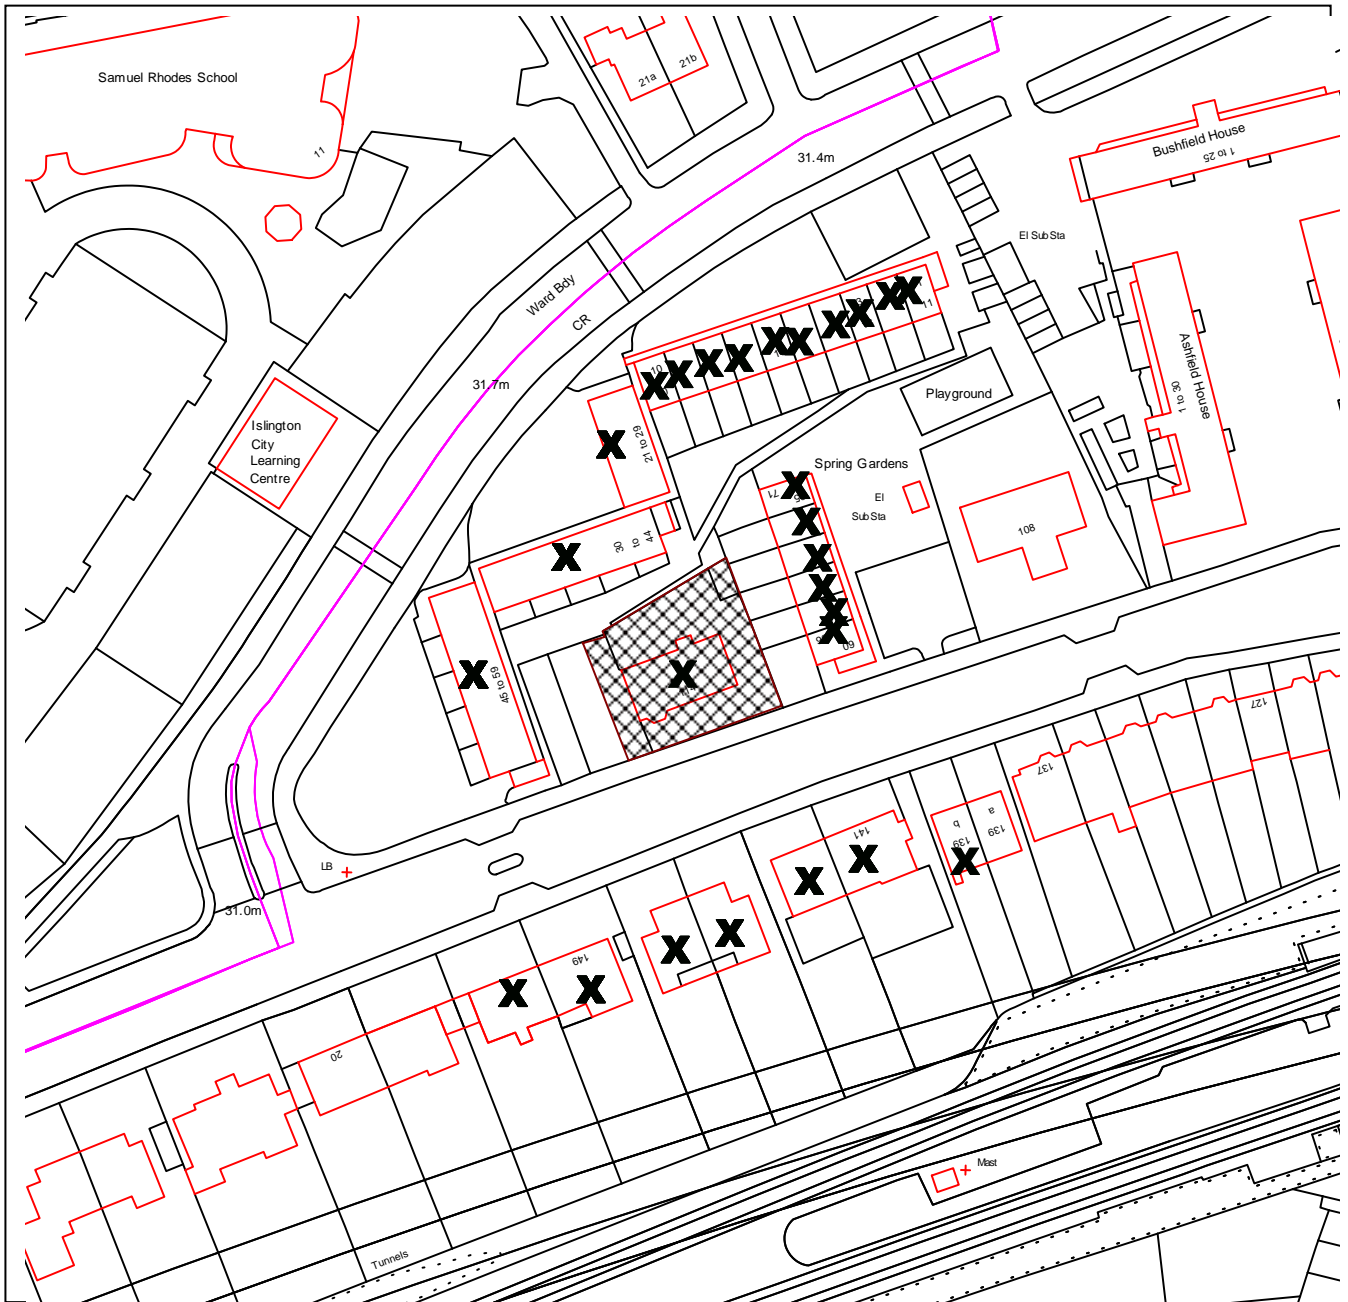 21a
21b
Samuel Rhodes School
11
31.4m
Bushfield House
1 to 25
El Sub Sta
Ward Bdy
CR
11
Ashfield House
1 to 30
31.7m
10
Playground
Islington
City
Learning
Centre
21 to 29
Spring Gardens
71
El
Sub Sta
108
30
to
44
60
45 to 59
127
137
141
139
b
139
a
LB
31.0m
149
20
Mast
Tunnels